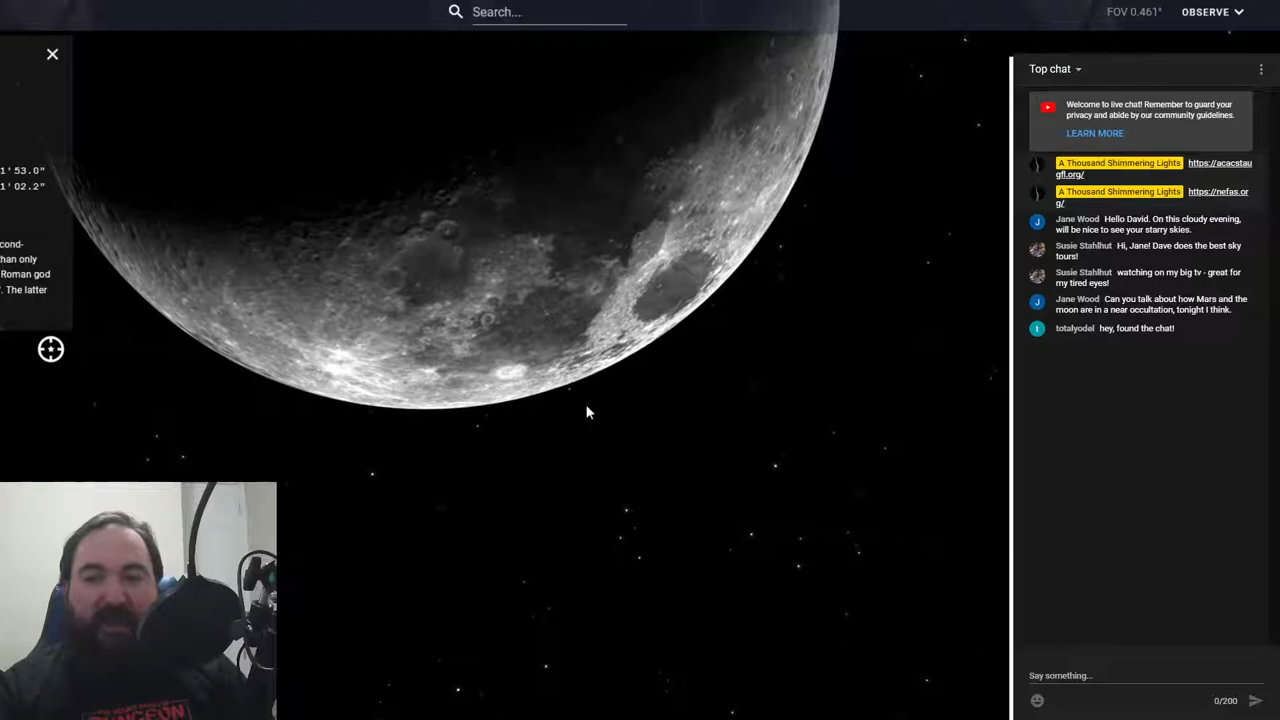 Search...
FOV 0.461°
OBSERVE
1'53.0"
1'02.2"
cond-
than only
Roman god
". The latter
Top chat
Welcome to live chat! Remember to guard your
privacy and abide by our community guidelines.
LEARN MORE
A Thousand Shimmering Lights https://acacstau
gfl.org/
A Thousand Shimmering Lights https://nefas.or
g/
Jane Wood Hello David. On this cloudy evening,
will be nice to see your starry skies.
Susie Stahlhut Hi, Jane! Dave does the best sky
tours!
Susie Stahlhut watching on my big tv - great for
my tired eyes!
Jane Wood Can you talk about how Mars and the
moon are in a near occultation, tonight I think.
totalyodel hey, found the chat!
Say something...
0/200